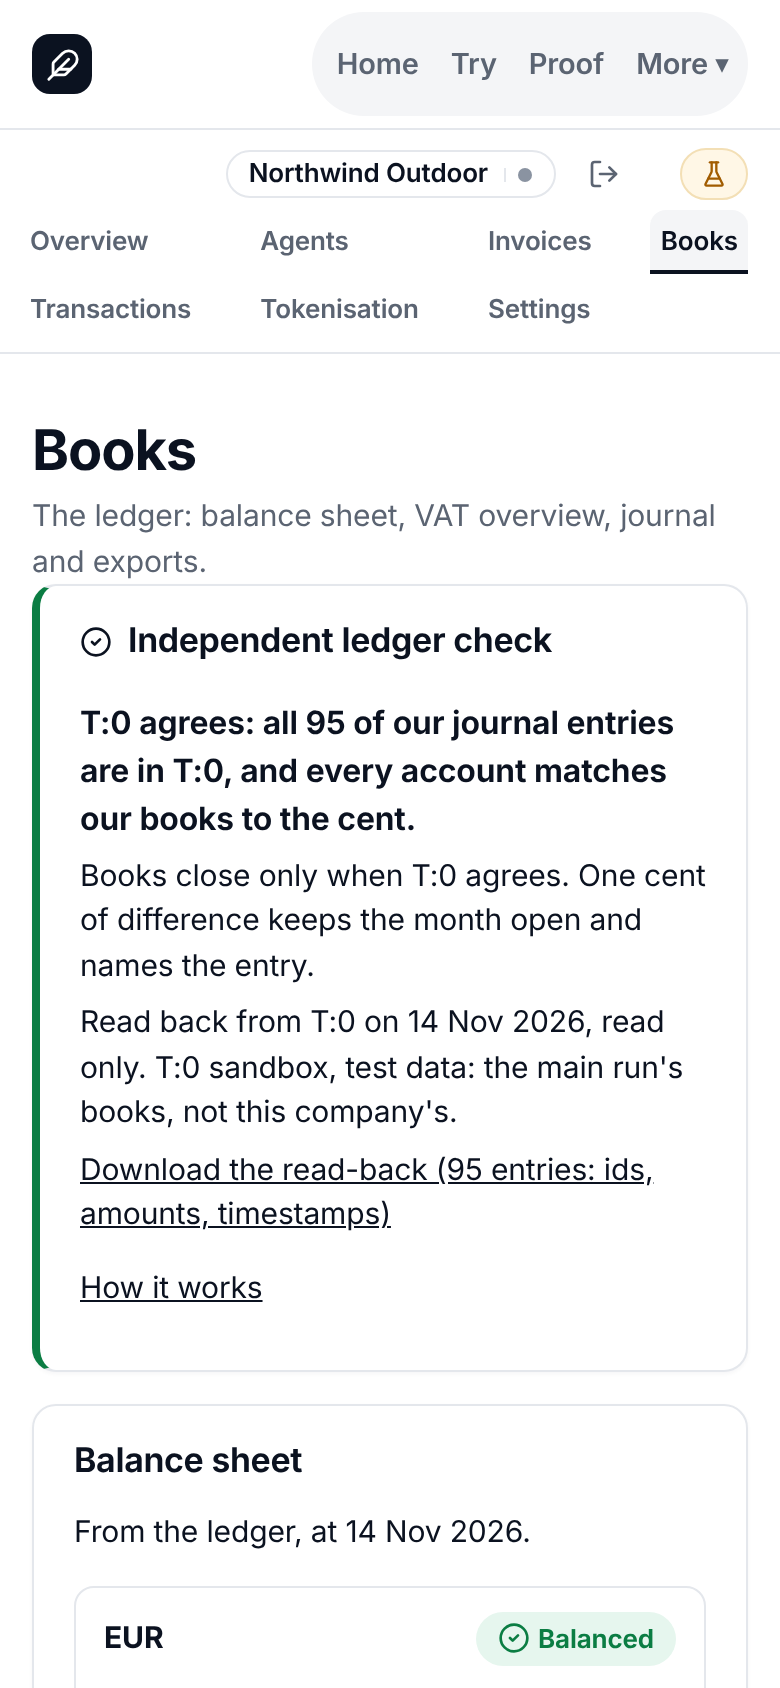 Home Try Proof More ▾
Northwind Outdoor
Overview Agents Invoices Books
Transactions Tokenisation Settings
Books
The ledger: balance sheet, VAT overview, journal
and exports.
Independent ledger check
T:0 agrees: all 95 of our journal entries
are in T:0, and every account matches
our books to the cent.
Books close only when T:0 agrees. One cent
of difference keeps the month open and
names the entry.
Read back from T:0 on 14 Nov 2026, read
only. T:0 sandbox, test data: the main run's
books, not this company's.
Download the read-back (95 entries: ids,
amounts, timestamps)
How it works
Balance sheet
From the ledger, at 14 Nov 2026.
EUR Balanced